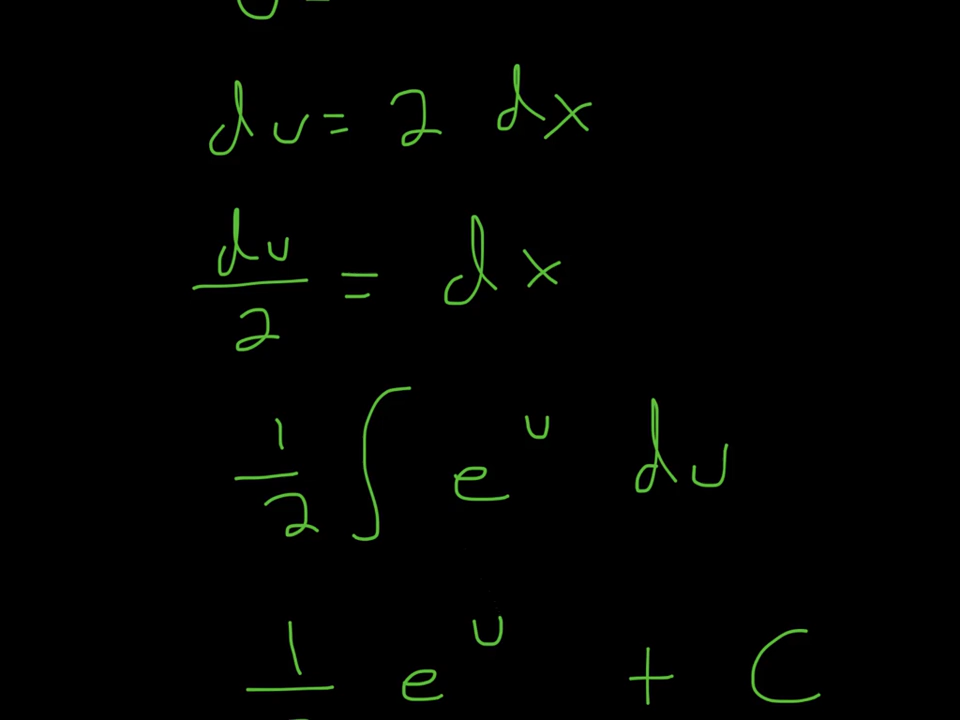 u =
du = 2 dx
du/2 = dx
1/2 ∫ e^u du
1/ e^u + C